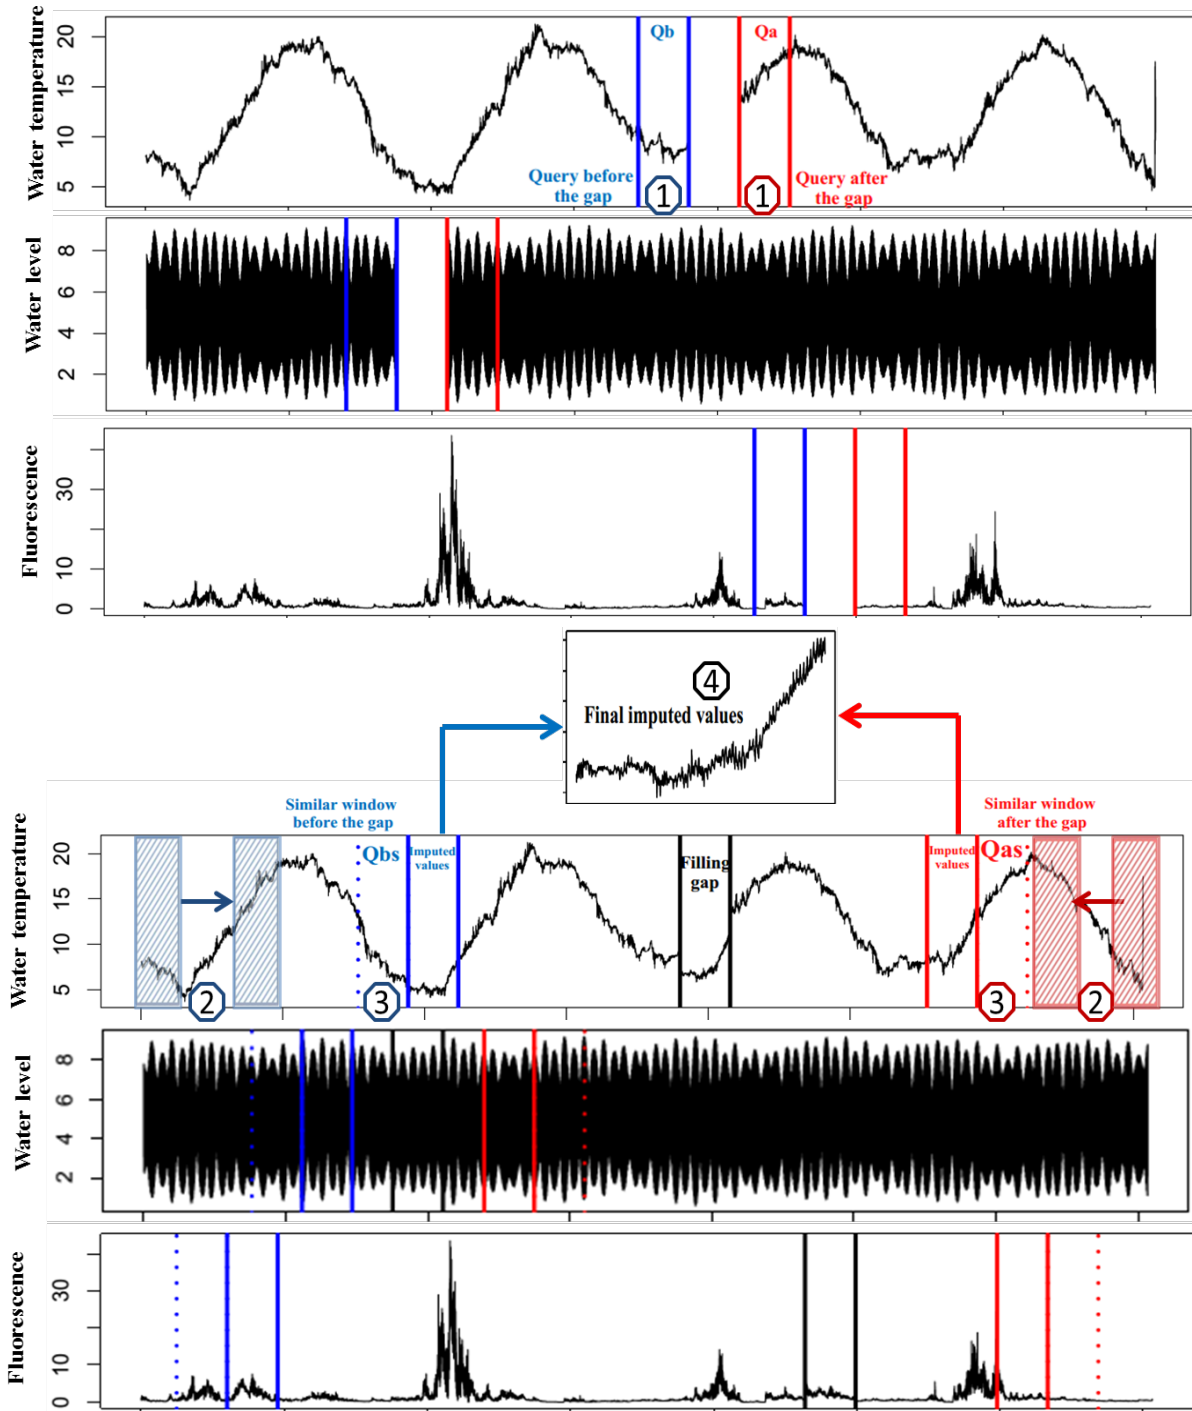 Water temperature
20
15
10
5
Qb
Qa
Query before
the gap
1
1
Query after
the gap
Water level
8
6
4
2
Fluorescence
30
10
0
4
Final imputed values
Similar window
before the gap
Similar window
after the gap
Water temperature
20
15
10
5
Qbs
Imputed
values
Filling
gap
Imputed
values
Qas
2
3
3
2
Water level
8
6
4
2
Fluorescence
30
10
0